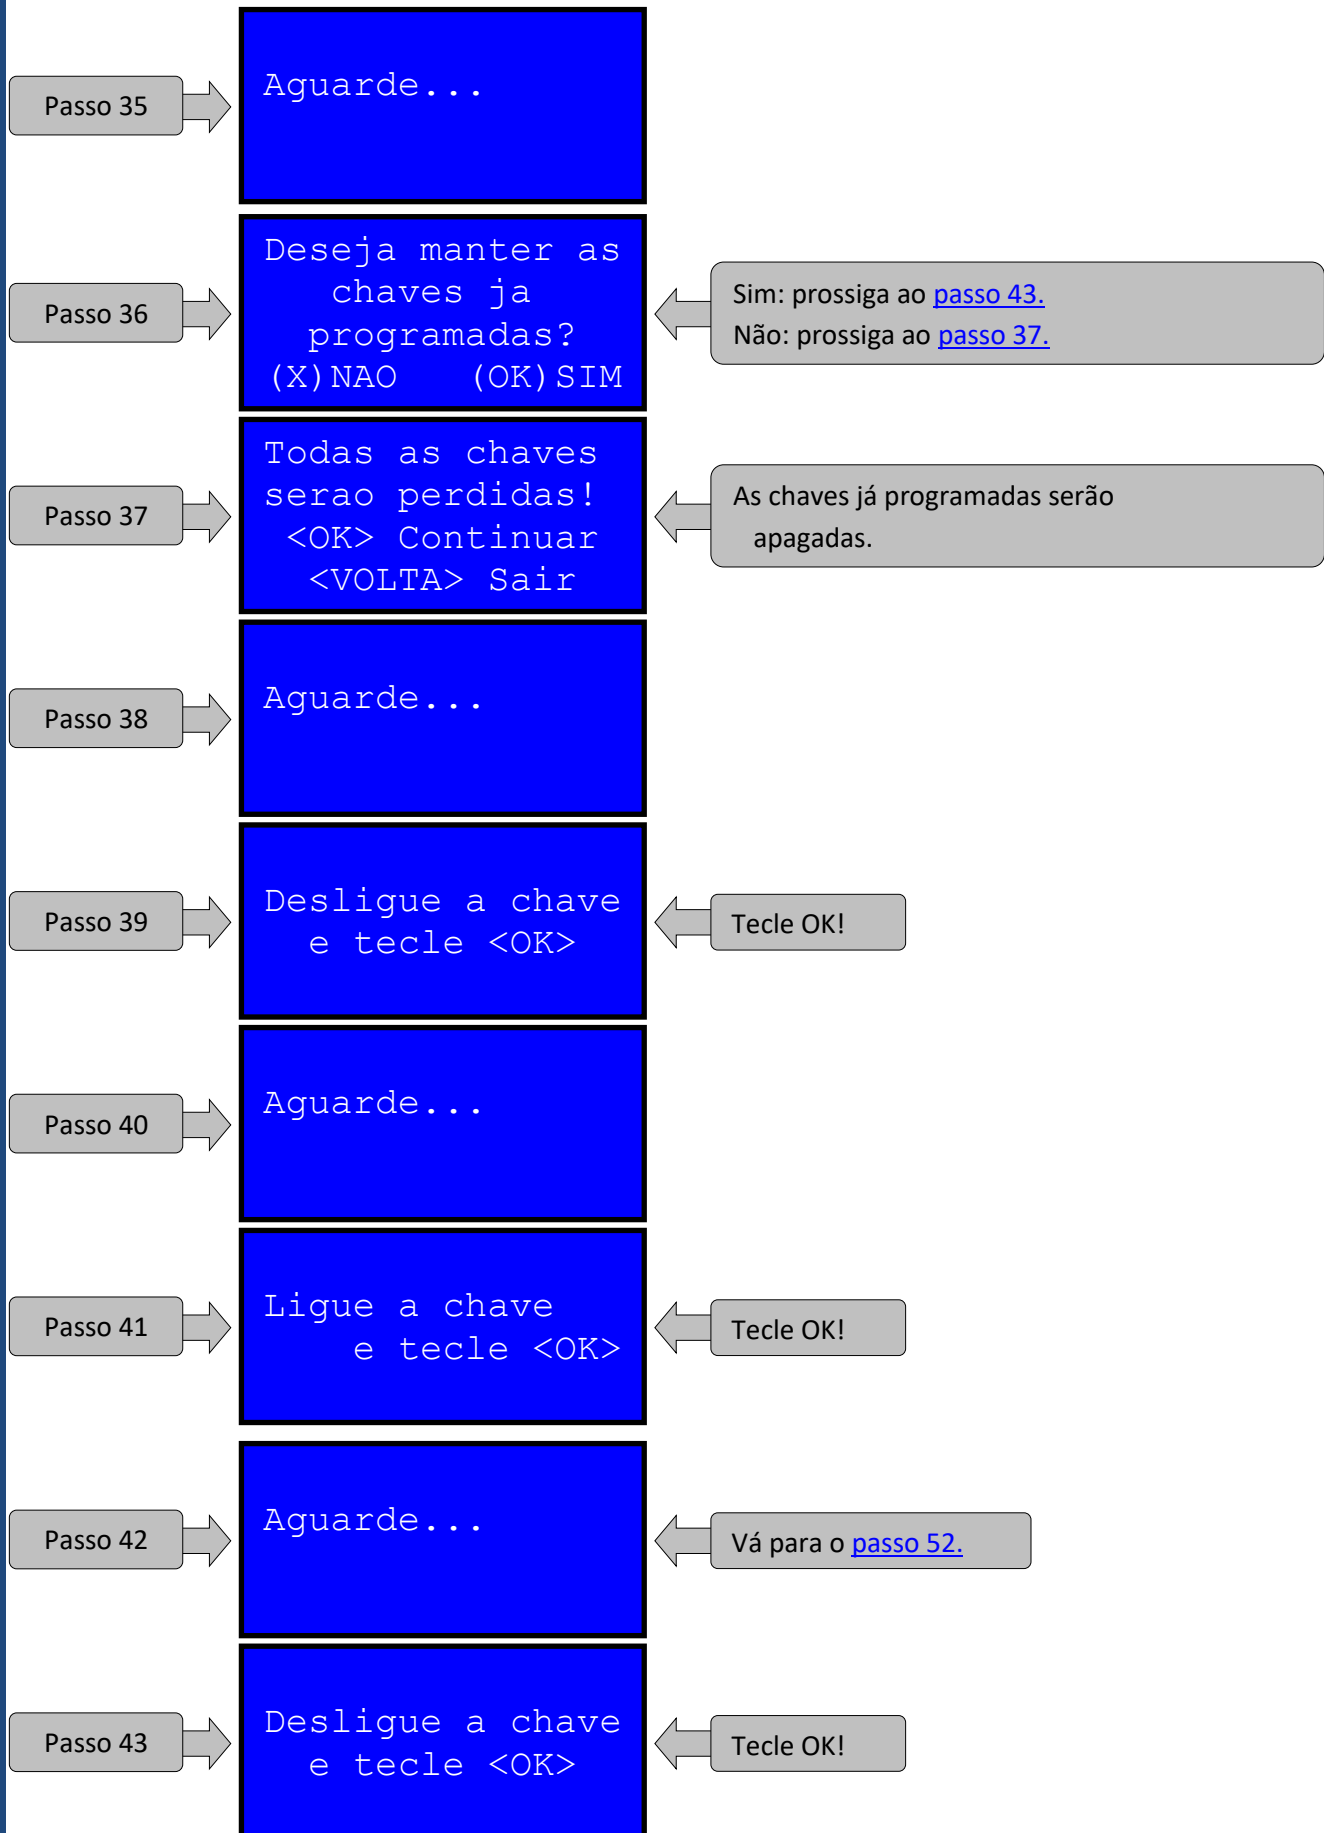 Passo 35
Aguarde...
Passo 36
Deseja manter as
chaves ja
programadas?
(X)NAO (OK)SIM
Sim: prossiga ao passo 43.
Não: prossiga ao passo 37.
Passo 37
Todas as chaves
serao perdidas!
<OK> Continuar
<VOLTA> Sair
As chaves já programadas serão
apagadas.
Passo 38
Aguarde...
Passo 39
Desligue a chave
e tecle <OK>
Tecle OK!
Passo 40
Aguarde...
Passo 41
Ligue a chave
e tecle <OK>
Tecle OK!
Passo 42
Aguarde...
Vá para o passo 52.
Passo 43
Desligue a chave
e tecle <OK>
Tecle OK!